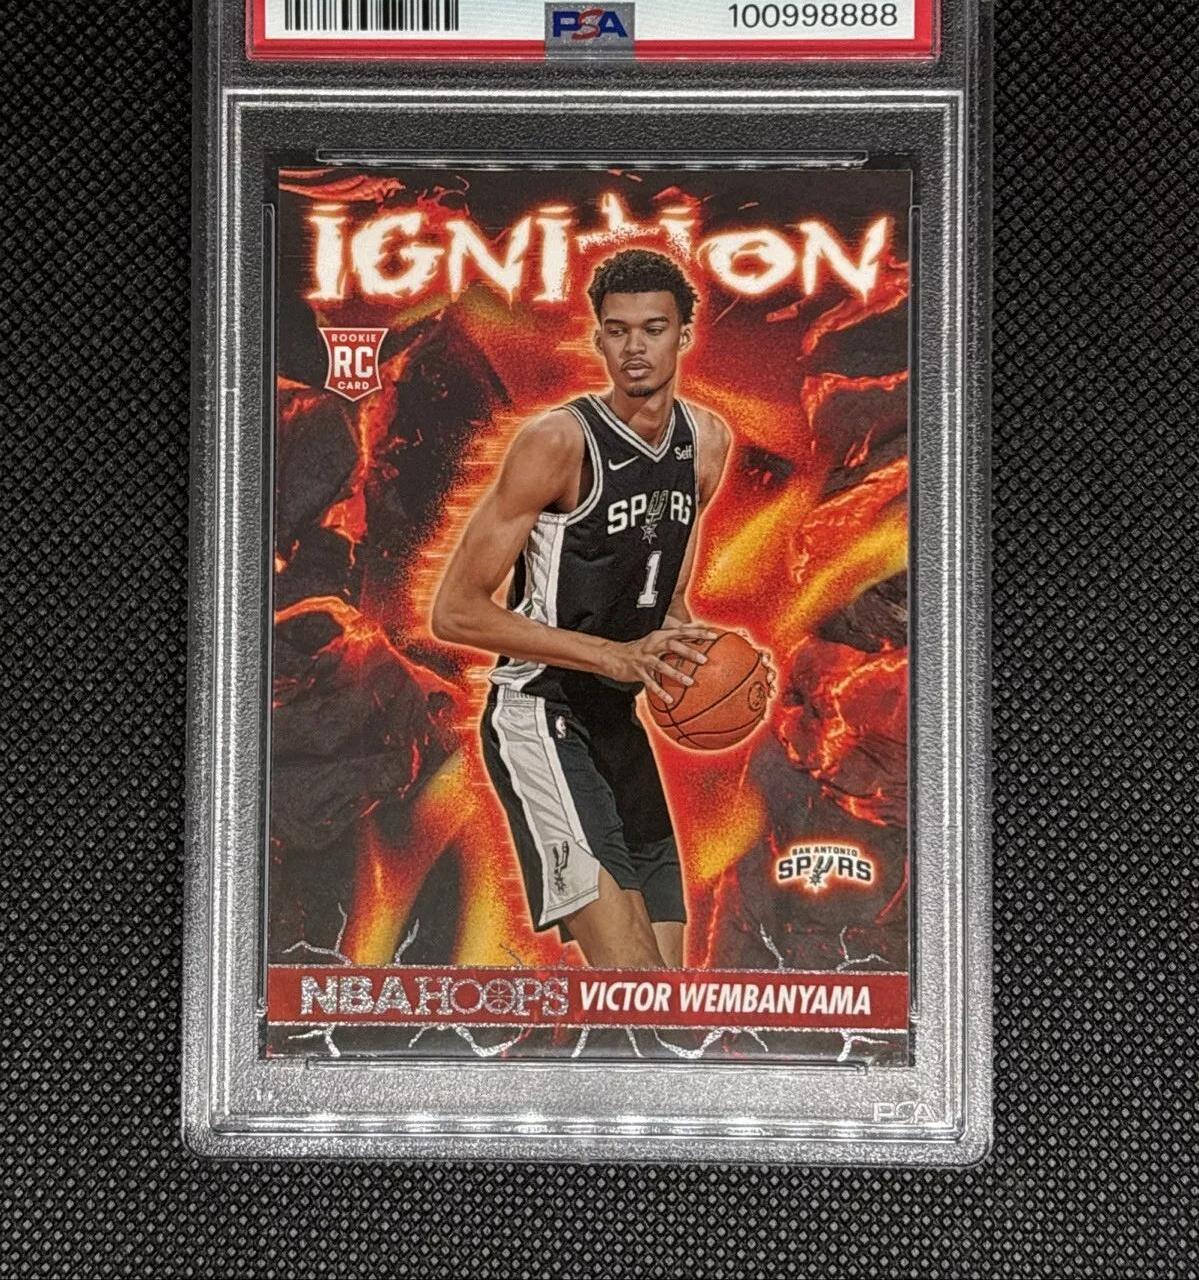 PSA
100998888
IGNITION
ROOKIE
RC
CARD
Self
SPURS
1
SAN ANTONIO
SPURS
NBA HOOPS VICTOR WEMBANYAMA
PSA